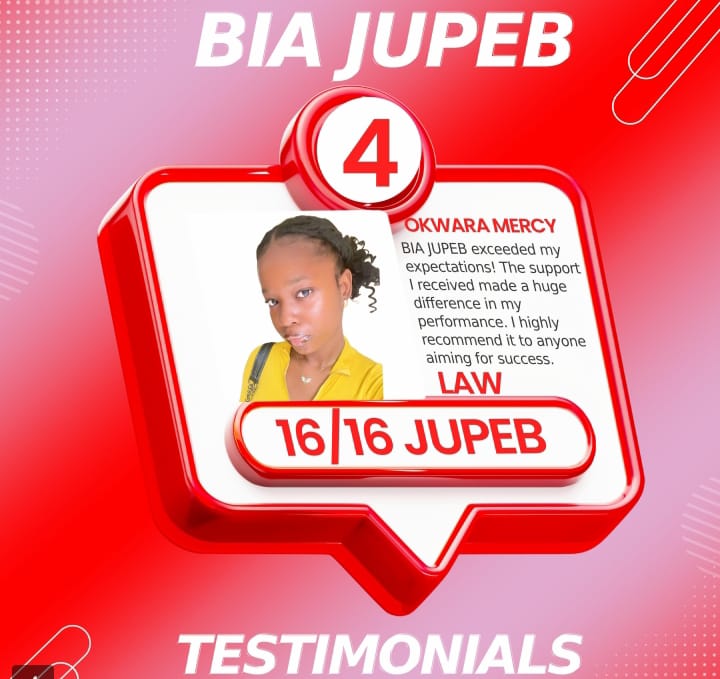 BIA JUPEB
4
OKWARA MERCY
BIA JUPEB exceeded my
expectations! The support
I received made a huge
difference in my
performance. I highly
recommend it to anyone
aiming for success.
LAW
16/16 JUPEB
TESTIMONIALS